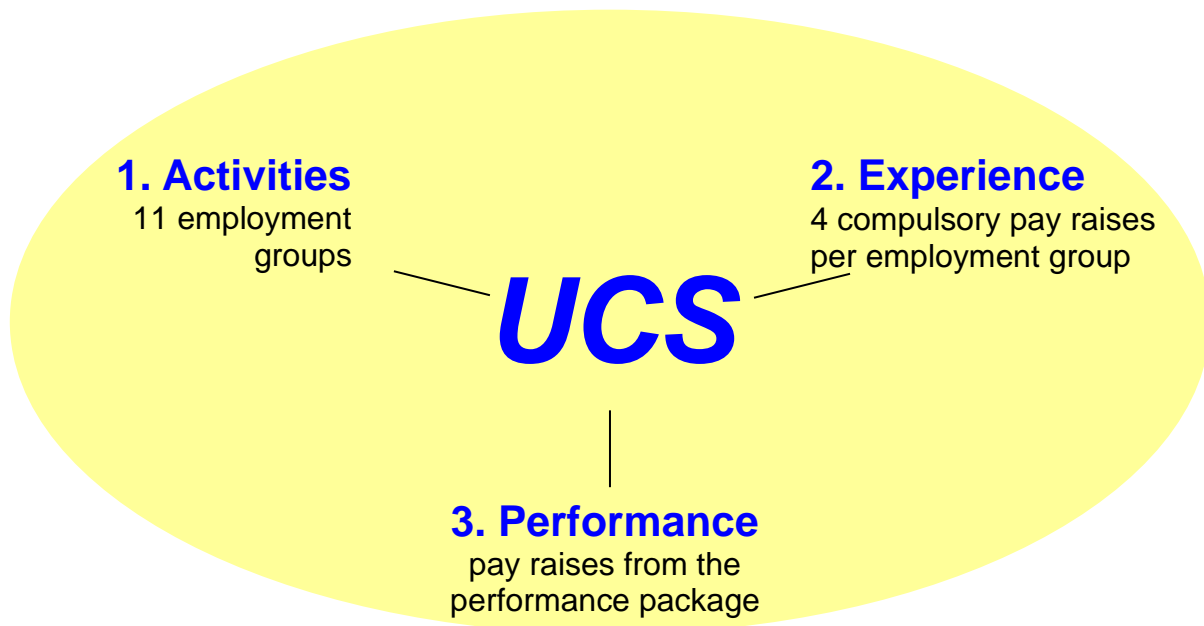 1. Activities
11 employment
groups
2. Experience
4 compulsory pay raises
per employment group
UCS
3. Performance
pay raises from the
performance package